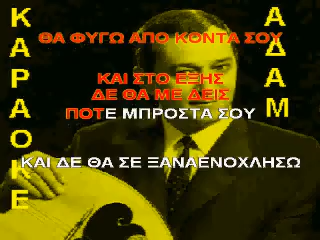 ΚΑΡΑΟΚΕ
ΑΔΑΜ
ΘΑ ΦΥΓΩ ΑΠΟ ΚΟΝΤΑ ΣΟΥ
ΚΑΙ ΣΤΟ ΕΞΗΣ
ΔΕ ΘΑ ΜΕ ΔΕΙΣ
ΠΟΤΕ ΜΠΡΟΣΤΑ ΣΟΥ
ΚΑΙ ΔΕ ΘΑ ΣΕ ΞΑΝΑΕΝΟΧΛΗΣΩ